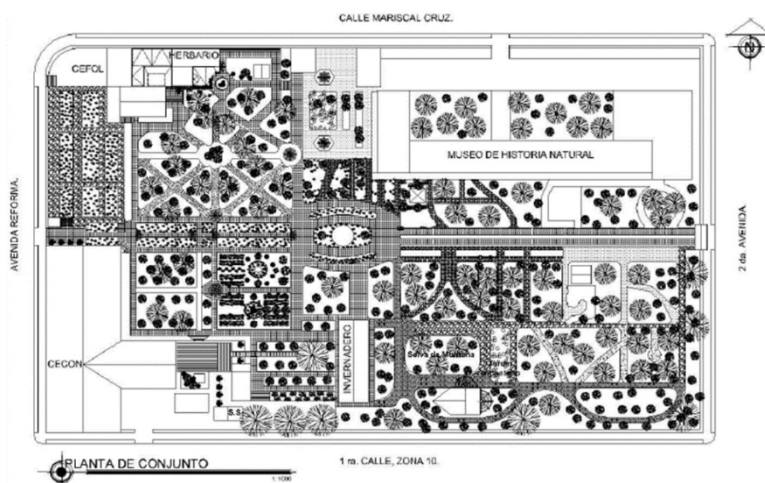 CALLE MARISCAL CRUZ.
N
HERBARIO
CEFOL
MUSEO DE HISTORIA NATURAL
AVENIDA REFORMA.
2 da. AVENIDA
INVERNADERO
Selva de Montaña
CECON
S.S
PLANTA DE CONJUNTO
1 ra. CALLE, ZONA 10.